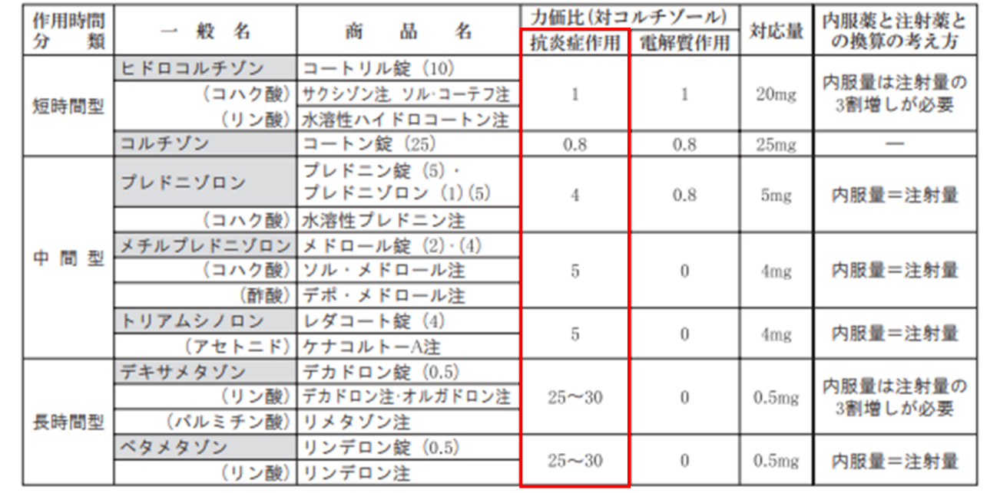 作用時間分類 一般名 商品名 力価比(対コルチゾール) 対応量 内服薬と注射薬との換算の考え方
抗炎症作用 電解質作用
短時間型
ヒドロコルチゾン コートリル錠(10)
(コハク酸) サクシゾン注,ソル・コーテフ注 1 1 20mg 内服量は注射量の3割増しが必要
(リン酸) 水溶性ハイドロコートン注
コルチゾン コートン錠(25) 0.8 0.8 25mg —
中間型
プレドニゾロン プレドニン錠(5)・
プレドニゾロン(1)(5) 4 0.8 5mg 内服量=注射量
(コハク酸) 水溶性プレドニン注
メチルプレドニゾロン メドロール錠(2)・(4)
(コハク酸) ソル・メドロール注 5 0 4mg 内服量=注射量
(酢酸) デポ・メドロール注
トリアムシノロン レダコート錠(4) 5 0 4mg 内服量=注射量
(アセトニド) ケナコルトーA注
長時間型
デキサメタゾン デカドロン錠(0.5)
(リン酸) デカドロン注・オルガドロン注 25〜30 0 0.5mg 内服量は注射量の3割増しが必要
(パルミチン酸) リメタゾン注
ベタメタゾン リンデロン錠(0.5) 25〜30 0 0.5mg 内服量=注射量
(リン酸) リンデロン注